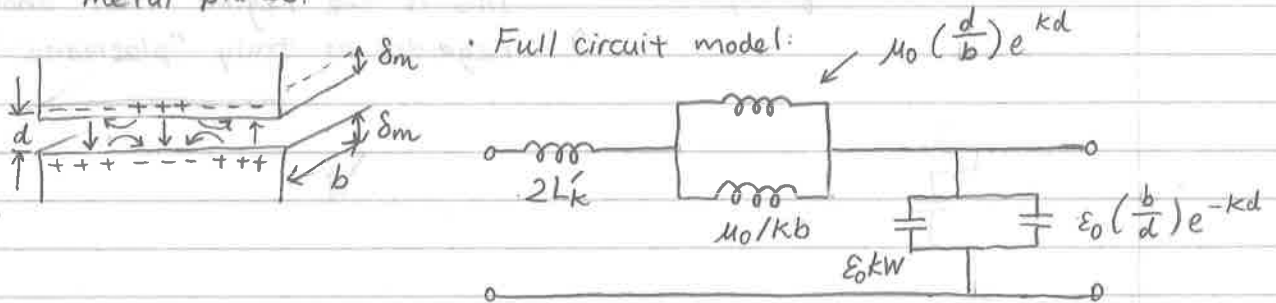 metal plates.
· Full circuit model:
μ₀ (d/b) e^{kd}
δm
d
- - - + + + - - -
+ + + - - - + + +
δm
b
2L'k
μ₀/kb
ε₀kW
ε₀ (b/d) e^{-kd}